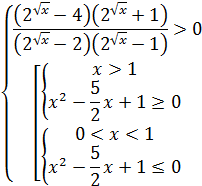 (2^√x − 4)(2^√x + 1) / (2^√x − 2)(2^√x − 1) > 0
x > 1
x² − 5/2 x + 1 ≥ 0
0 < x < 1
x² − 5/2 x + 1 ≤ 0